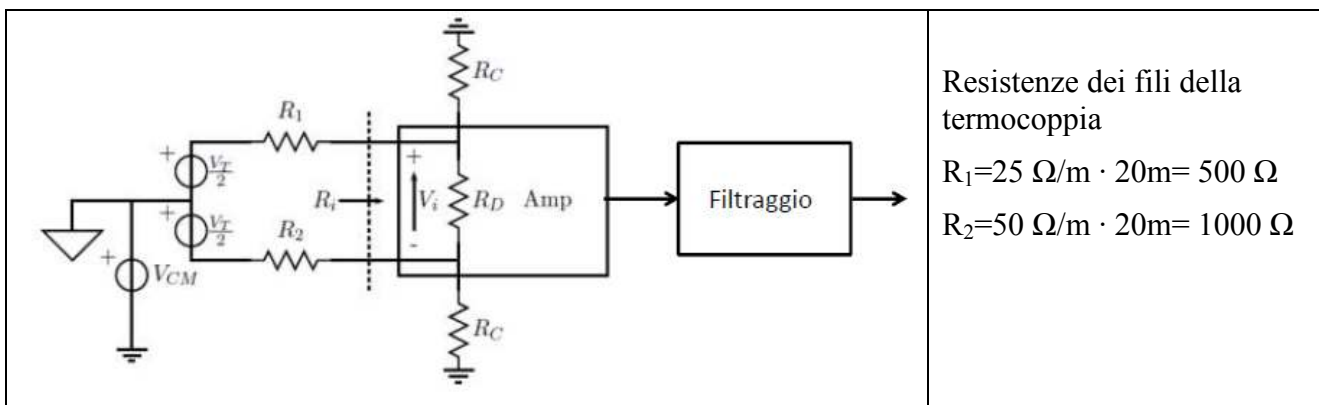 R_C
R_1
+
V_T/2
+
V_T/2
+
V_CM
R_2
R_i
+
V_i
-
R_D
Amp
R_C
Filtraggio
Resistenze dei fili della
termocoppia
R₁=25 Ω/m · 20m= 500 Ω
R₂=50 Ω/m · 20m= 1000 Ω